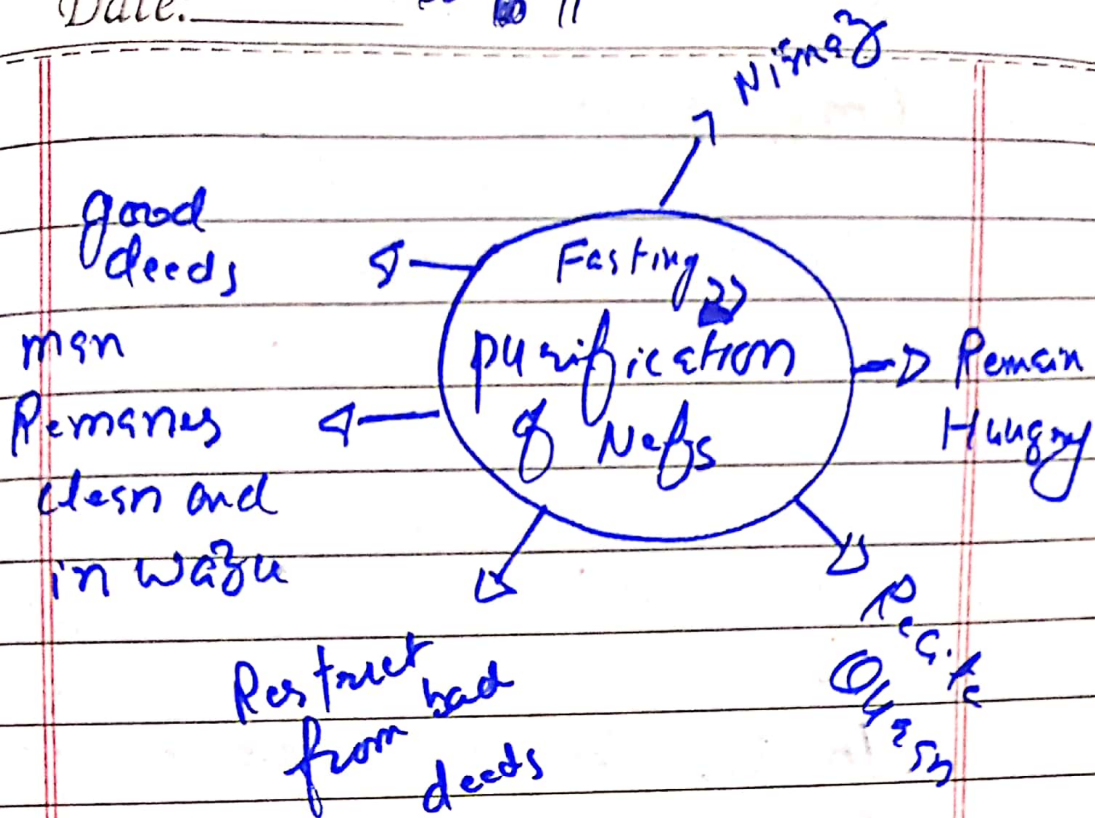 Date.
Nimaz
good
deeds
Fasting
purification
of Nafs
man
Remanes
clean and
in wazu
Remain
Hungry
Restrict
from bad
deeds
Recite
Quran